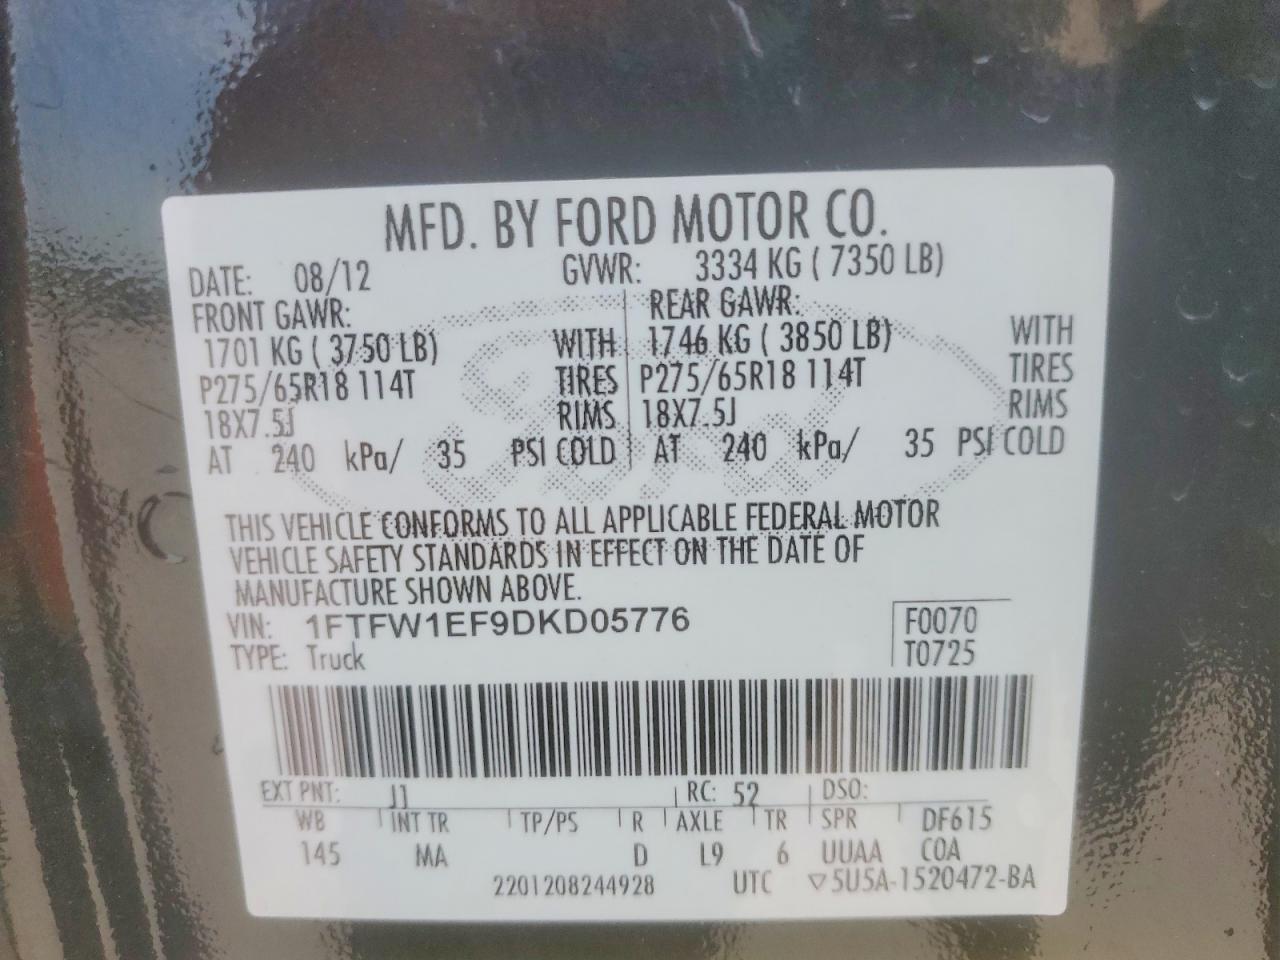 MFD. BY FORD MOTOR CO.
DATE: 08/12 GVWR: 3334 KG ( 7350 LB)
FRONT GAWR: REAR GAWR:
1701 KG ( 3750 LB) WITH 1746 KG ( 3850 LB) WITH
P275/65R18 114T TIRES P275/65R18 114T TIRES
18X7.5J RIMS 18X7.5J RIMS
AT 240 kPa/ 35 PSI COLD AT 240 kPa/ 35 PSI COLD
THIS VEHICLE CONFORMS TO ALL APPLICABLE FEDERAL MOTOR
VEHICLE SAFETY STANDARDS IN EFFECT ON THE DATE OF
MANUFACTURE SHOWN ABOVE.
VIN: 1FTFW1EF9DKD05776 F0070
TYPE: Truck T0725
EXT PNT: J1 RC: 52 DSO:
WB INT TR TP/PS R AXLE TR SPR DF615
145 MA D L9 6 UUAA COA
2201208244928 UTC ▽5U5A-1520472-BA